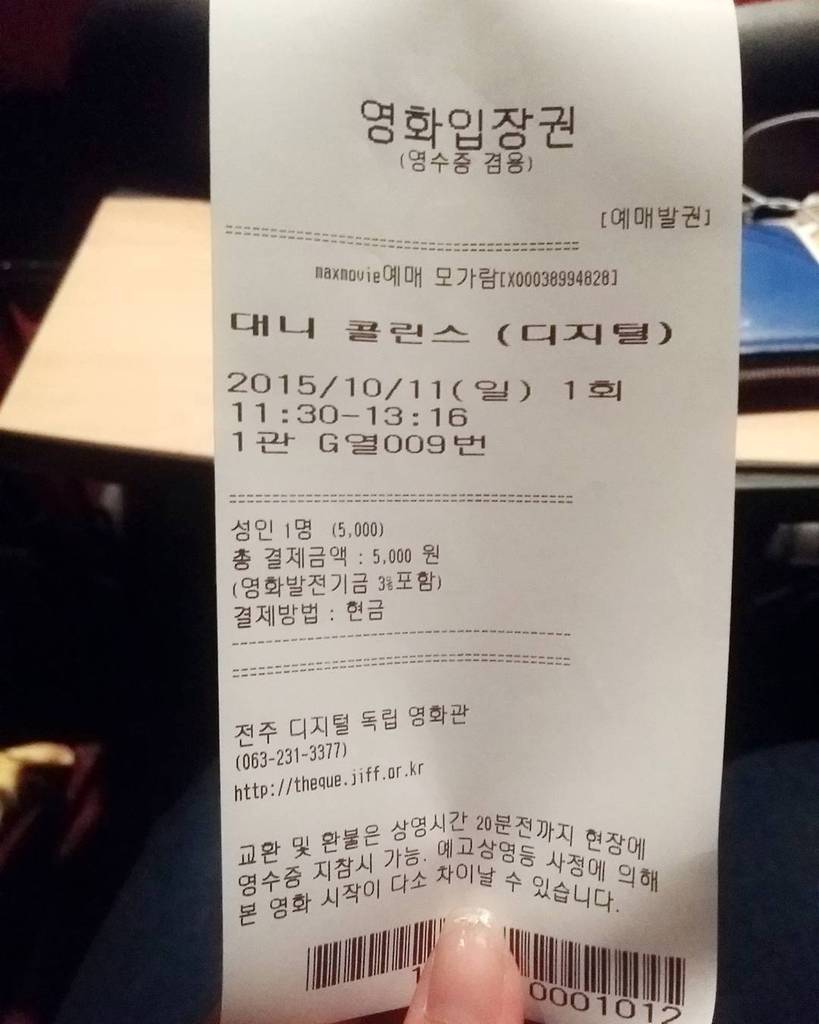 영화입장권
(영수증 겸용)
[예매발권]
maxmovie예매 모가람[X00038994828]
대니 콜린스 (디지털)
2015/10/11(일) 1회
11:30-13:16
1관 G열009번
성인 1명 (5,000)
총 결제금액 : 5,000 원
(영화발전기금 3%포함)
결제방법 : 현금
전주 디지털 독립 영화관
(063-231-3377)
http://theque.jiff.or.kr
교환 및 환불은 상영시간 20분전까지 현장에
영수증 지참시 가능. 예고상영등 사정에 의해
본 영화 시작이 다소 차이날 수 있습니다.
0001012